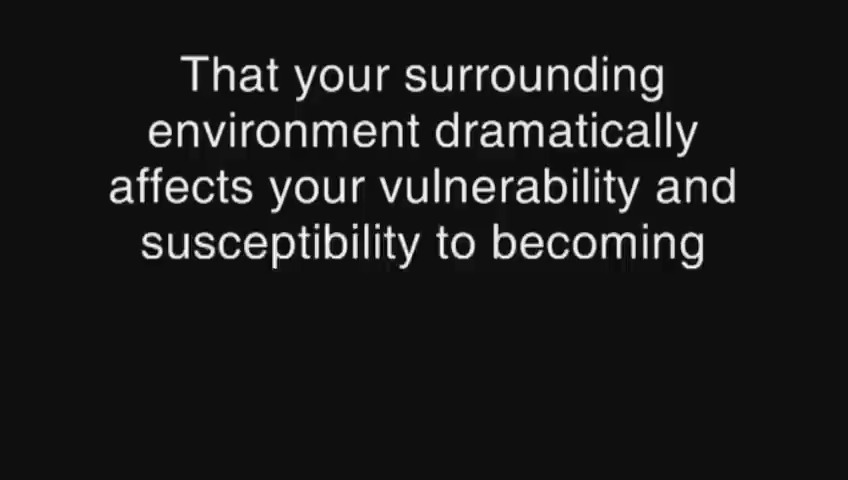 That your surrounding
environment dramatically
affects your vulnerability and
susceptibility to becoming